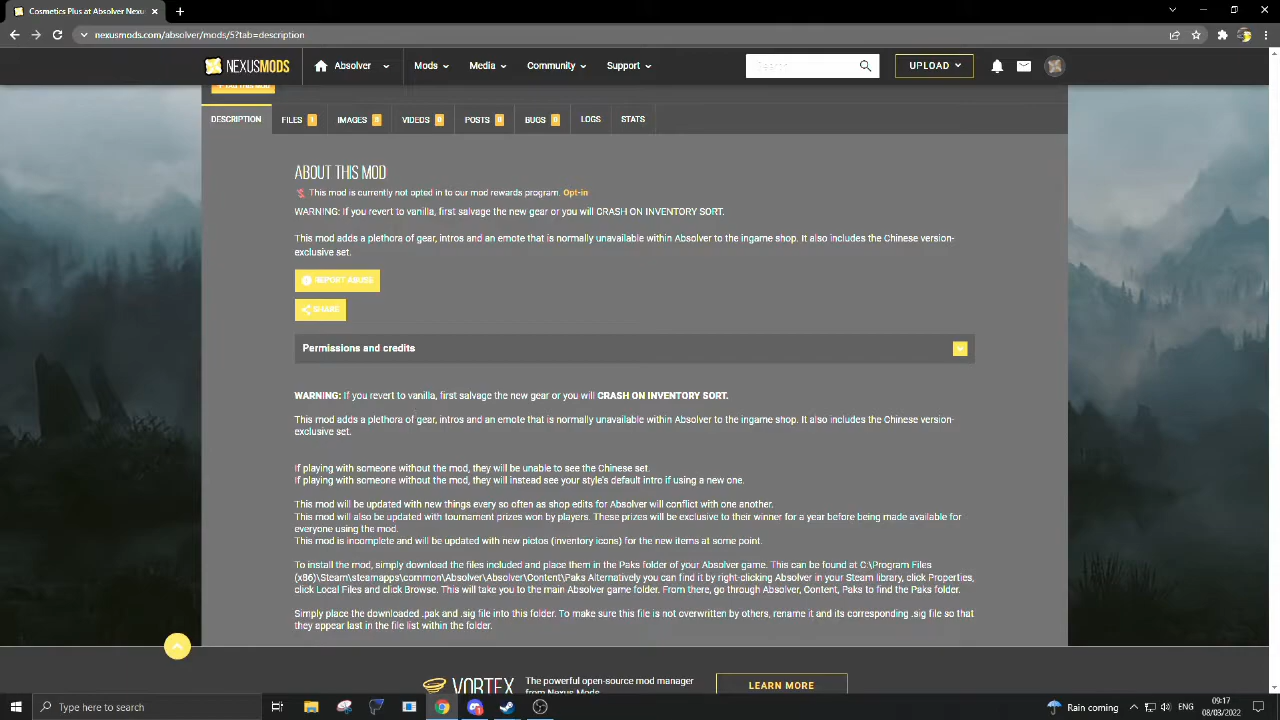 Cosmetics Plus at Absolver Nexus
nexusmods.com/absolver/mods/5?tab=description
NEXUSMODS
Absolver
Mods
Media
Community
Support
Search
UPLOAD
+ TAG THIS MOD
DESCRIPTION
FILES 1
IMAGES
VIDEOS 0
POSTS 0
BUGS 0
LOGS
STATS
ABOUT THIS MOD
This mod is currently not opted in to our mod rewards program. Opt-in
WARNING: If you revert to vanilla, first salvage the new gear or you will CRASH ON INVENTORY SORT.
This mod adds a plethora of gear, intros and an emote that is normally unavailable within Absolver to the ingame shop. It also includes the Chinese version-
exclusive set.
REPORT ABUSE
SHARE
Permissions and credits
WARNING: If you revert to vanilla, first salvage the new gear or you will CRASH ON INVENTORY SORT.
This mod adds a plethora of gear, intros and an emote that is normally unavailable within Absolver to the ingame shop. It also includes the Chinese version-
exclusive set.
If playing with someone without the mod, they will be unable to see the Chinese set.
If playing with someone without the mod, they will instead see your style's default intro if using a new one.
This mod will be updated with new things every so often as shop edits for Absolver will conflict with one another.
This mod will also be updated with tournament prizes won by players. These prizes will be exclusive to their winner for a year before being made available for
everyone using the mod.
This mod is incomplete and will be updated with new pictos (inventory icons) for the new items at some point.
To install the mod, simply download the files included and place them in the Paks folder of your Absolver game. This can be found at C:\Program Files
(x86)\Steam\steamapps\common\Absolver\Absolver\Content\Paks Alternatively you can find it by right-clicking Absolver in your Steam library, click Properties,
click Local Files and click Browse. This will take you to the main Absolver game folder. From there, go through Absolver, Content, Paks to find the Paks folder.
Simply place the downloaded .pak and .sig file into this folder. To make sure this file is not overwritten by others, rename it and its corresponding .sig file so that
they appear last in the file list within the folder.
VORTEX
The powerful open-source mod manager
from Nexus Mods.
LEARN MORE
Type here to search
Rain coming
ENG
09:17
08/03/2022